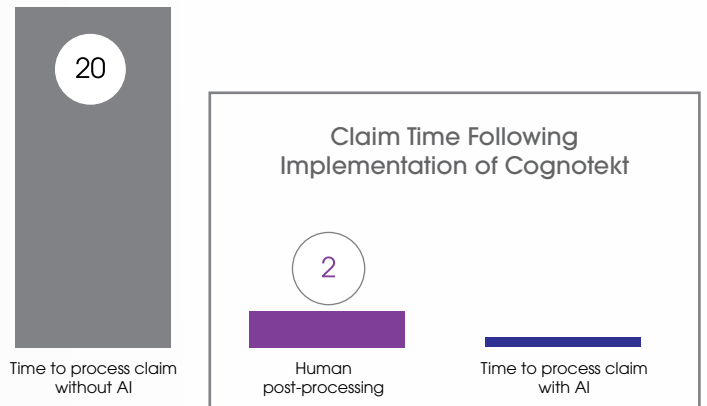 20
Claim Time Following
Implementation of Cognotekt
2
Time to process claim
without AI
Human
post-processing
Time to process claim
with AI